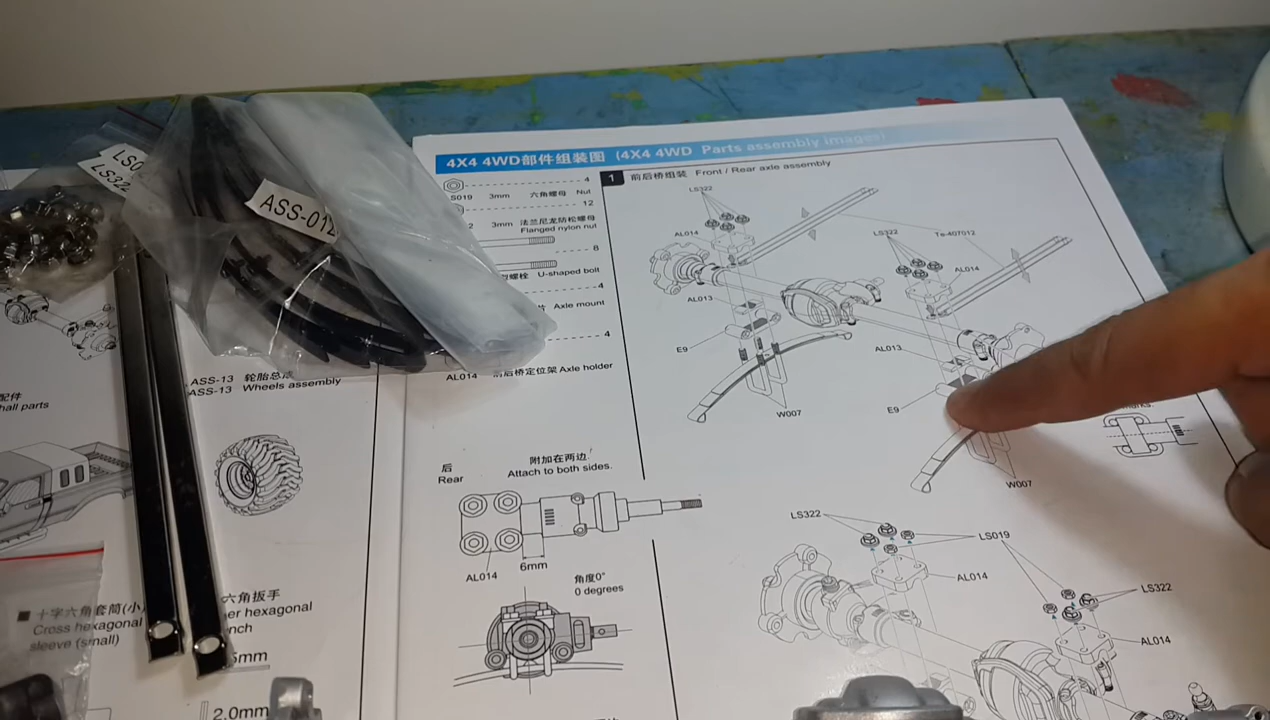 LS0
LS322
ASS-012
4X4 4WD部件组装图 (4X4 4WD Parts assembly images)
4
S019 3mm 六角螺母 Nut
12
2 3mm 法兰尼龙防松螺母
Flanged nylon nut
8
型螺栓 U-shaped bolt
4
片 Axle mount
4
AL014 前后桥定位架 Axle holder
1 前后桥组装 Front / Rear axle assembly
LS322
AL014
AL013
E9
W007
LS322
Te-407012
AL014
AL013
E9
W007
ASS-13 轮胎总成
ASS-13 Wheels assembly
配件
hall parts
后
Rear
附加在两边!
Attach to both sides.
AL014
6mm
角度0°
0 degrees
LS322
LS019
AL014
LS322
AL014
十字六角套筒(小)
Cross hexagonal
sleeve (small)
六角扳手
er hexagonal
nch
5mm
2.0mm